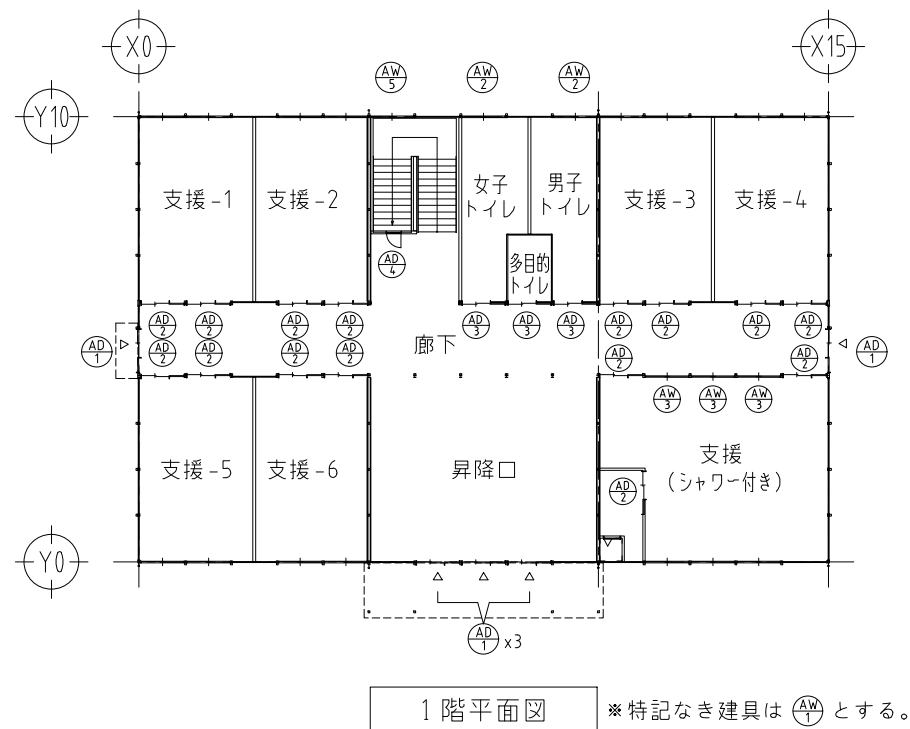 X0
X15
AW
5
AW
2
AW
2
Y10
支援-1
支援-2
女子
トイレ
男子
トイレ
支援-3
支援-4
多目的
トイレ
AD
4
AD
2
AD
2
AD
2
AD
2
AD
3
AD
3
AD
3
AD
2
AD
2
AD
2
AD
2
AD
1
AD
2
AD
2
AD
2
AD
2
廊下
AD
2
AD
2
AD
1
AW
3
AW
3
AW
3
支援-5
支援-6
昇降口
支援
(シャワー付き)
AD
2
Y0
AD
1
x3
1階平面図
※特記なき建具は AW とする。
1